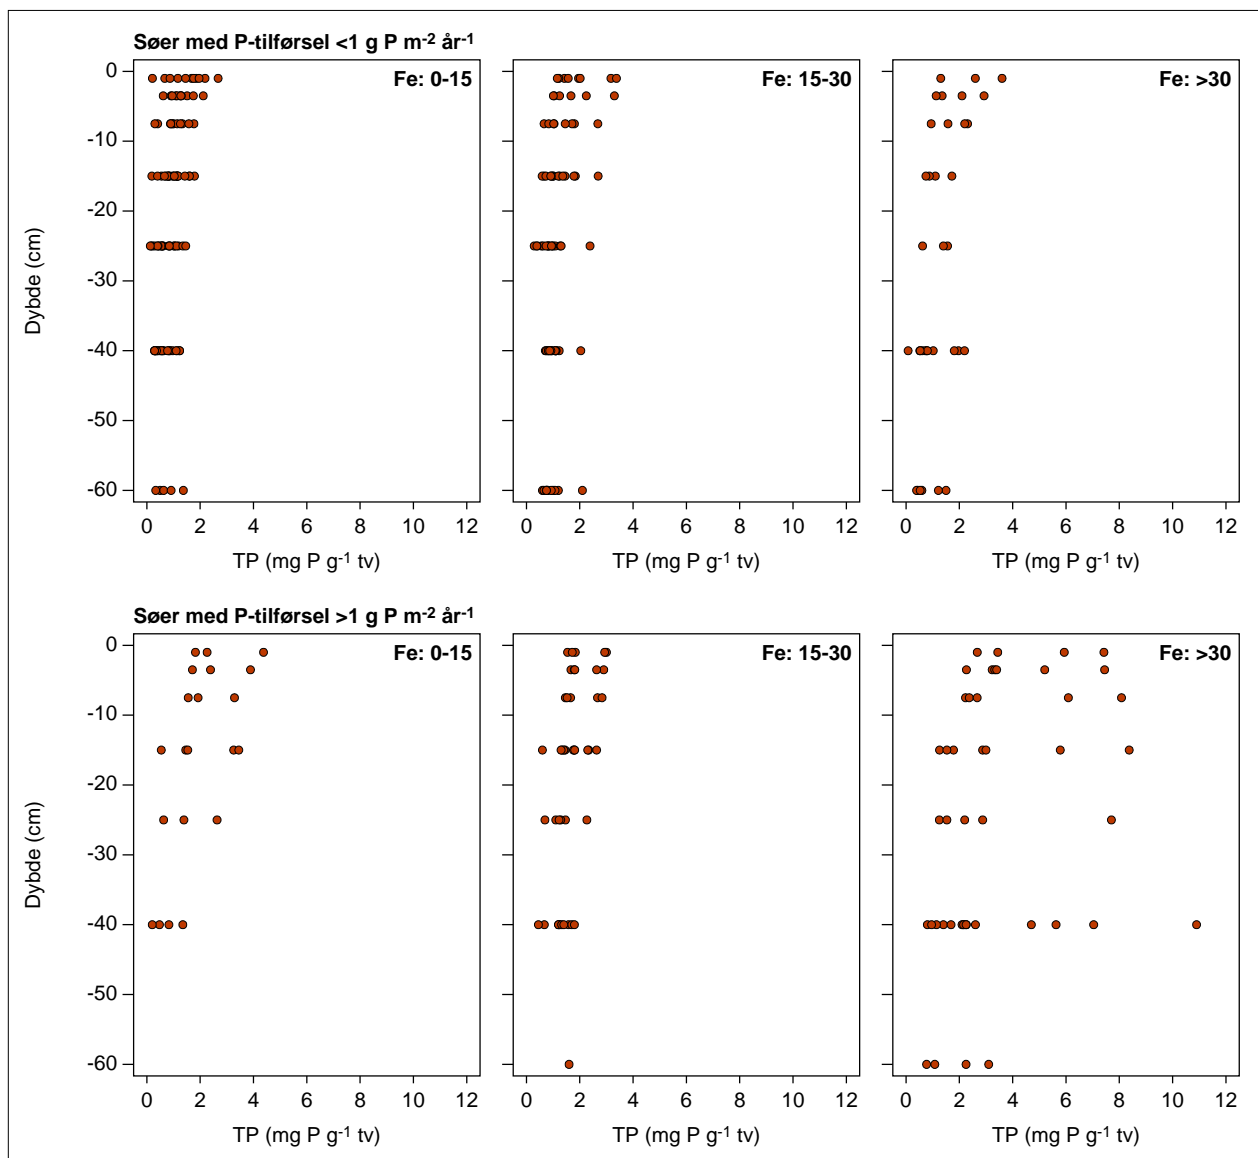 Søer med P-tilførsel <1 g P m-2 år-1
Fe: 0-15
Fe: 15-30
Fe: >30
0
-10
-20
-30
-40
-50
-60
Dybde (cm)
0 2 4 6 8 10 12
0 2 4 6 8 10 12
0 2 4 6 8 10 12
TP (mg P g-1 tv)
TP (mg P g-1 tv)
TP (mg P g-1 tv)
Søer med P-tilførsel >1 g P m-2 år-1
Fe: 0-15
Fe: 15-30
Fe: >30
0
-10
-20
-30
-40
-50
-60
Dybde (cm)
0 2 4 6 8 10 12
0 2 4 6 8 10 12
0 2 4 6 8 10 12
TP (mg P g-1 tv)
TP (mg P g-1 tv)
TP (mg P g-1 tv)